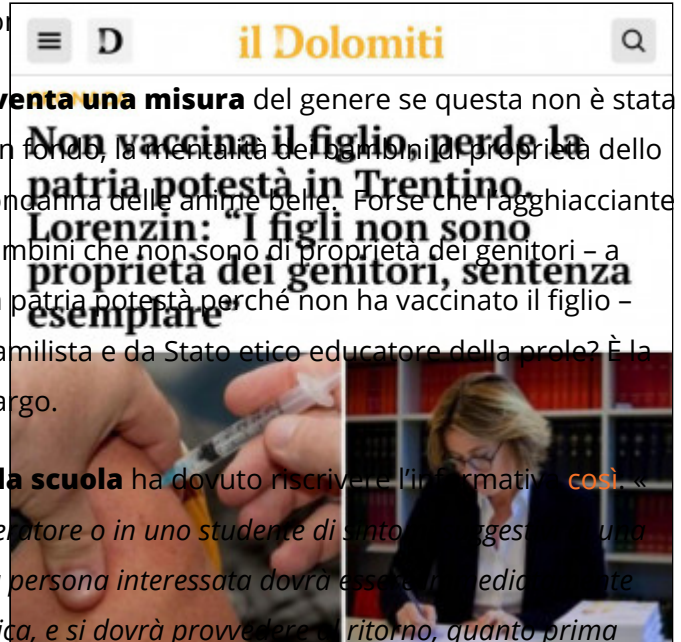 D
il Dolomiti
venta una misura del genere se questa non è stata
Non vaccina il figlio, perde la
n fondo, la mentalità dei bambini di proprietà dello
patria potestà in Trentino.
ondanna delle anime belle. Forse che l'agghiacciante
Lorenzin: “I figli non sono
mbini che non sono di proprietà dei genitori – a
proprietà dei genitori, sentenza
patria potestà perché non ha vaccinato il figlio –
esemplare”
amilista e da Stato etico educatore della prole? È la
argo.
la scuola ha dovuto riscrivere l'informativa così. «
eratore o in uno studente di una
persona interessata dovrà
ica, e si dovrà provvedere ritorno, quanto prima